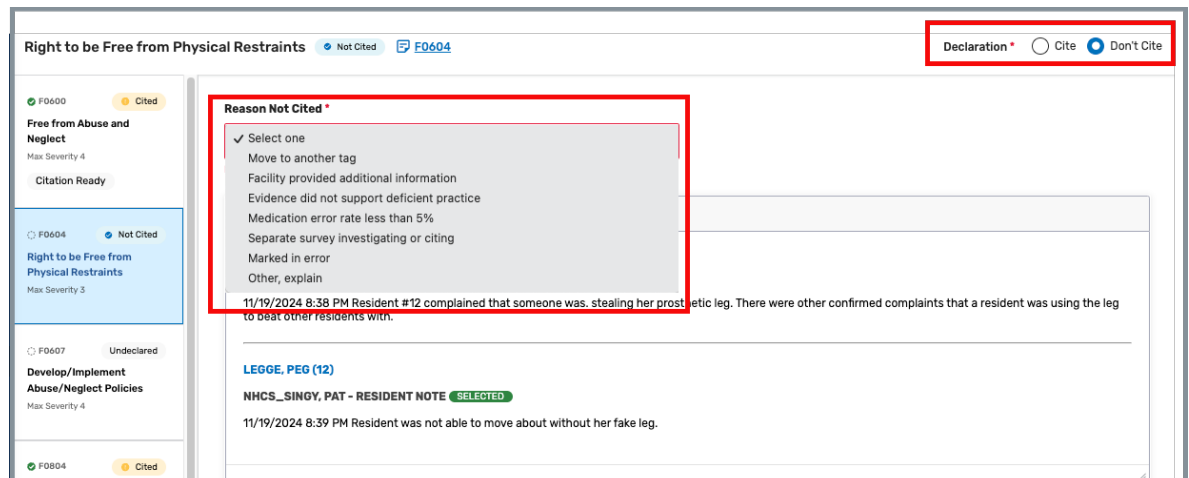 Right to be Free from Physical Restraints Not Cited F0604
Declaration * Cite Don't Cite
F0600 Cited
Free from Abuse and
Neglect
Max Severity 4
Citation Ready
F0604 Not Cited
Right to be Free from
Physical Restraints
Max Severity 3
F0607 Undeclared
Develop/Implement
Abuse/Neglect Policies
Max Severity 4
F0804 Cited
Reason Not Cited *
Select one
Move to another tag
Facility provided additional information
Evidence did not support deficient practice
Medication error rate less than 5%
Separate survey investigating or citing
Marked in error
Other, explain
11/19/2024 8:38 PM Resident #12 complained that someone was. stealing her prosthetic leg. There were other confirmed complaints that a resident was using the leg
to beat other residents with.
LEGGE, PEG (12)
NHCS_SINGY, PAT - RESIDENT NOTE SELECTED
11/19/2024 8:39 PM Resident was not able to move about without her fake leg.